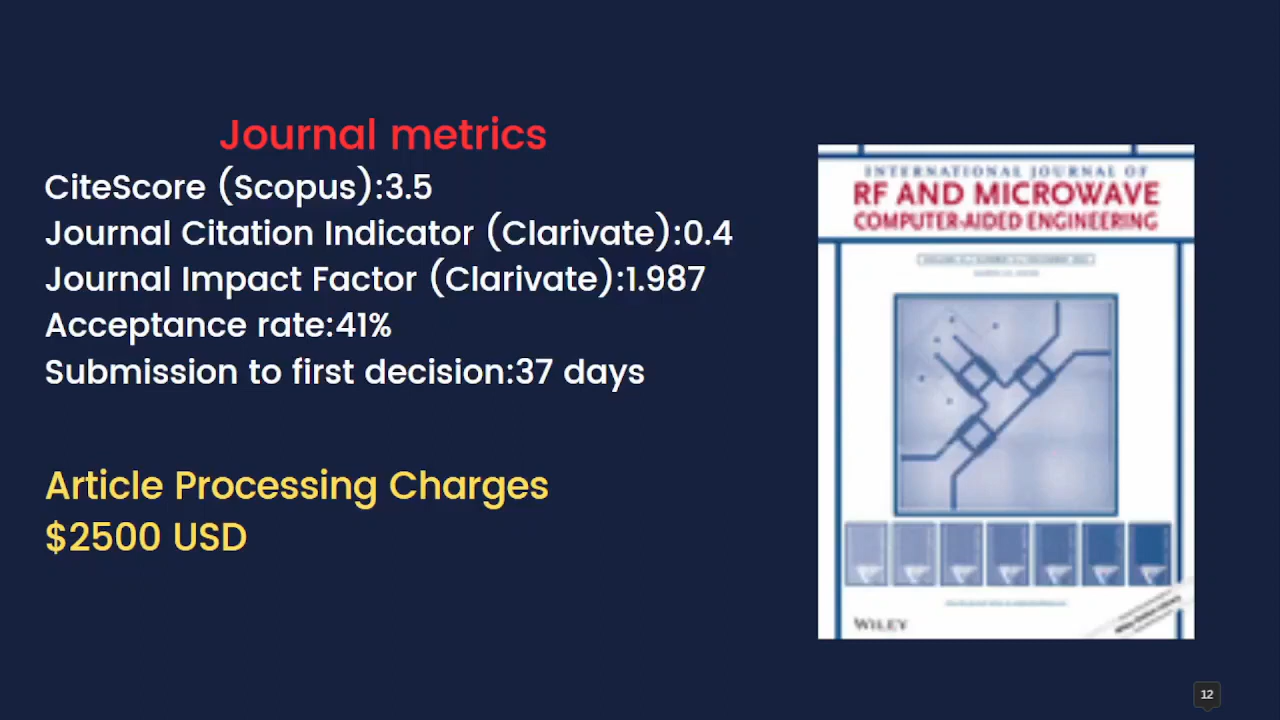 Journal metrics
CiteScore (Scopus):3.5
Journal Citation Indicator (Clarivate):0.4
Journal Impact Factor (Clarivate):1.987
Acceptance rate:41%
Submission to first decision:37 days
Article Processing Charges
$2500 USD
INTERNATIONAL JOURNAL OF
RF AND MICROWAVE
COMPUTER-AIDED ENGINEERING
WILEY
12